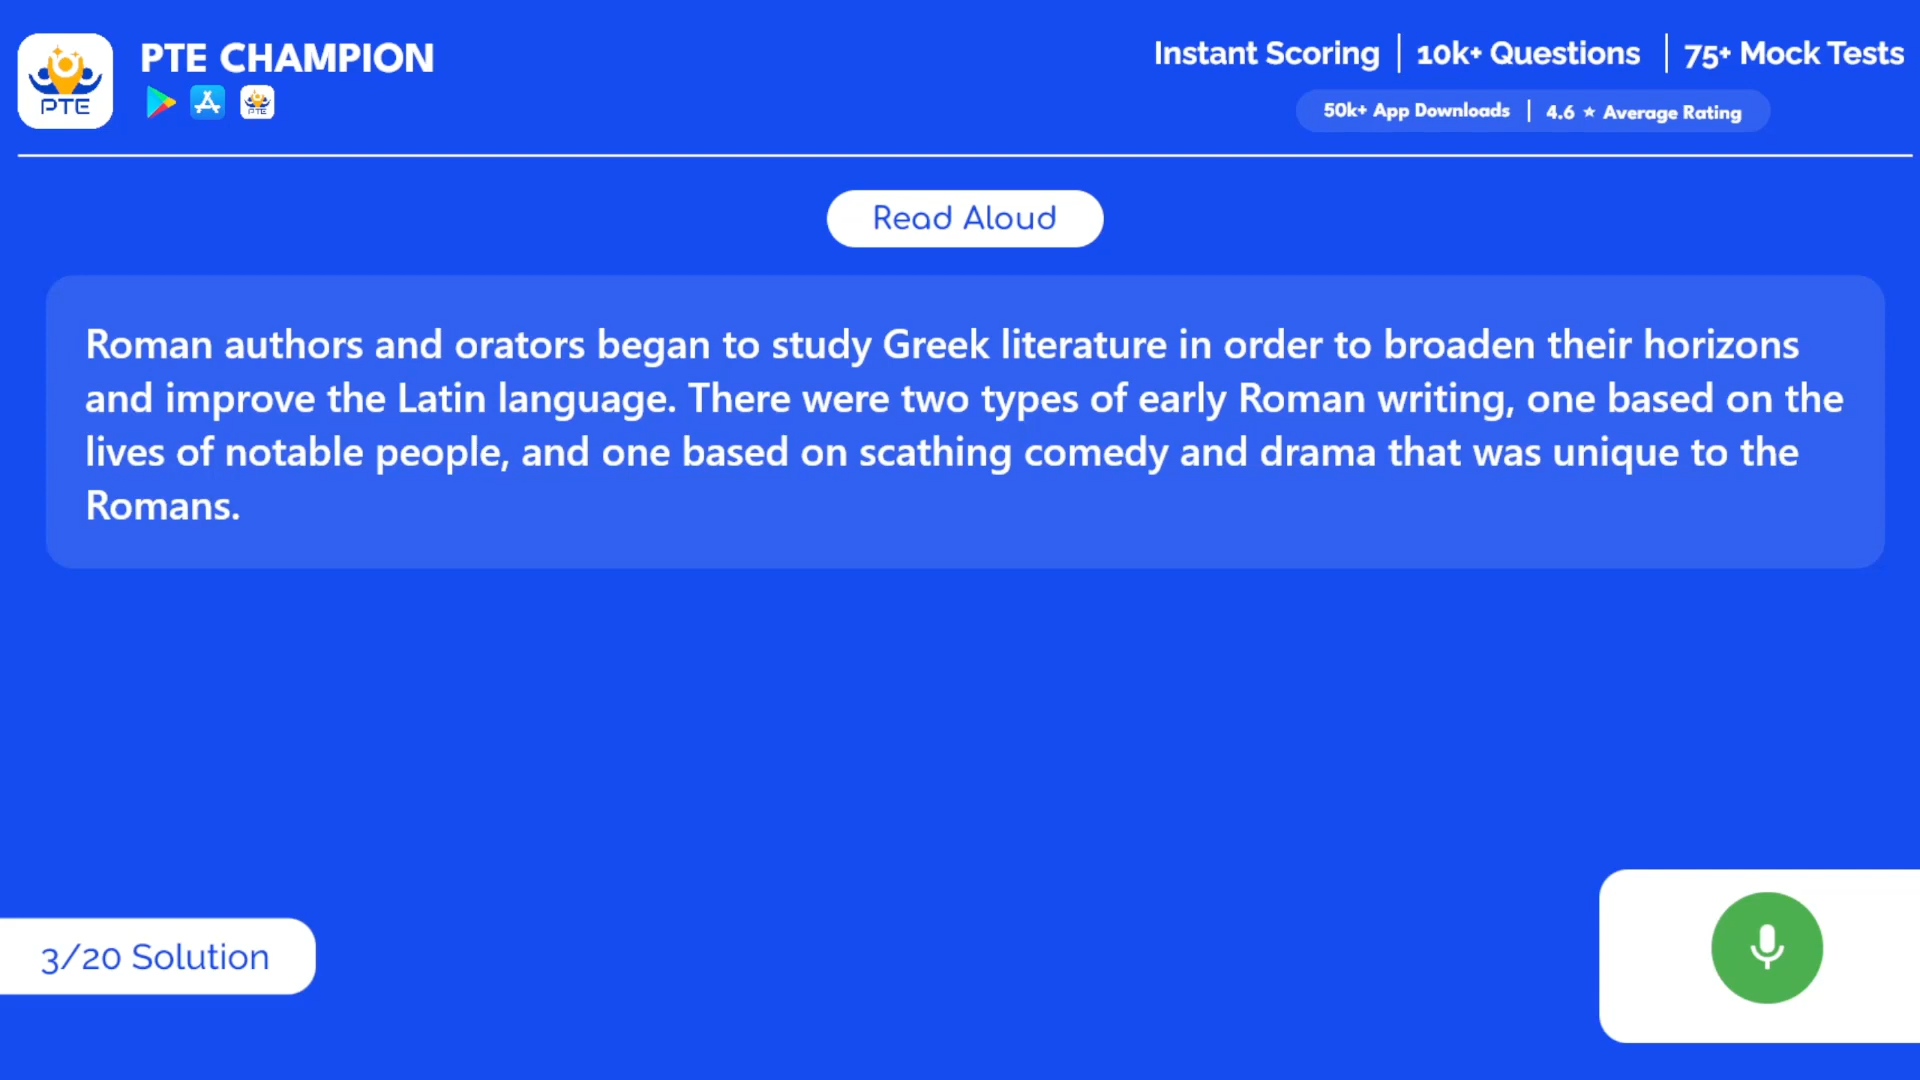 PTE CHAMPION
PTE
PTE
Instant Scoring | 10k+ Questions | 75+ Mock Tests
50k+ App Downloads | 4.6 ★ Average Rating
Read Aloud
Roman authors and orators began to study Greek literature in order to broaden their horizons
and improve the Latin language. There were two types of early Roman writing, one based on the
lives of notable people, and one based on scathing comedy and drama that was unique to the
Romans.
3/20 Solution